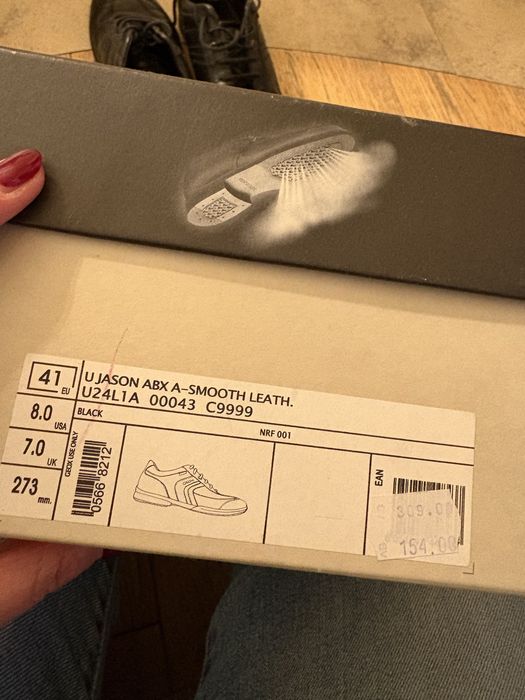 41 EU
U JASON ABX A-SMOOTH LEATH.
U24L1A 00043 C9999
8.0 USA
BLACK
NRF 001
7.0 UK
273 mm.
GEOX USE ONLY
0566 8212
EAN
309.00
154.00